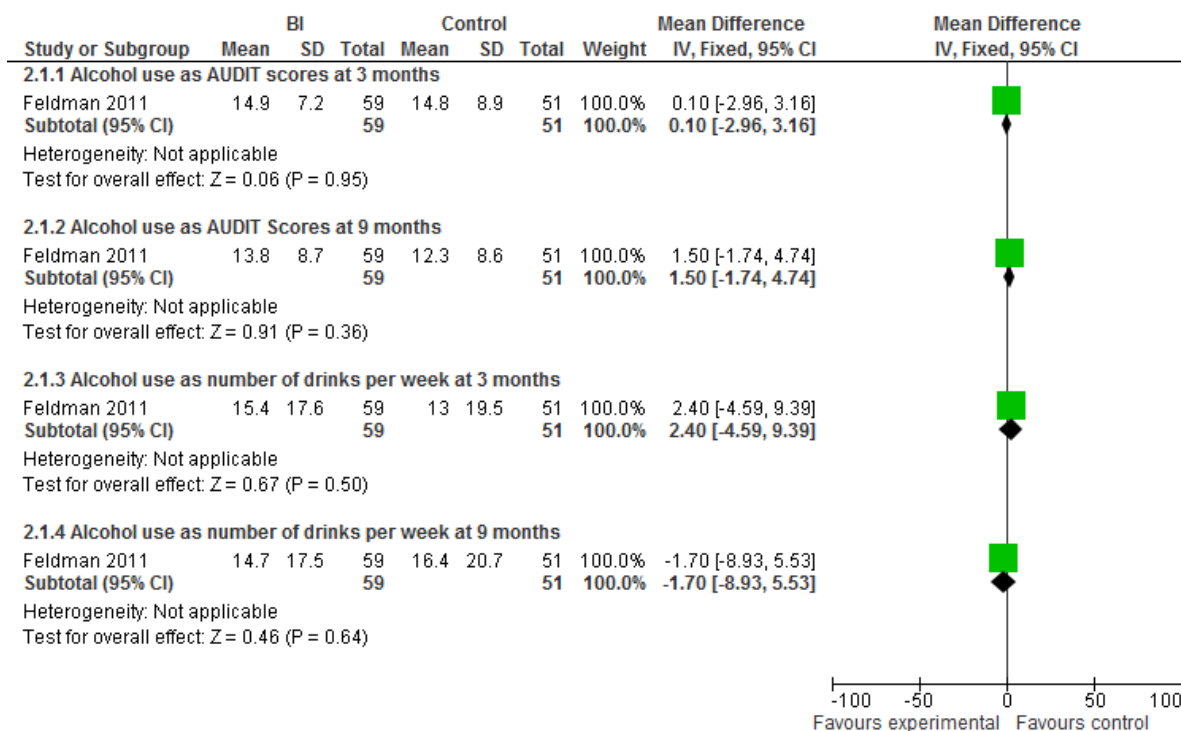 BI Control Mean Difference Mean Difference
Study or Subgroup Mean SD Total Mean SD Total Weight IV, Fixed, 95% CI IV, Fixed, 95% CI
2.1.1 Alcohol use as AUDIT scores at 3 months
Feldman 2011 14.9 7.2 59 14.8 8.9 51 100.0% 0.10 [-2.96, 3.16]
Subtotal (95% CI) 59 51 100.0% 0.10 [-2.96, 3.16]
Heterogeneity: Not applicable
Test for overall effect: Z = 0.06 (P = 0.95)
2.1.2 Alcohol use as AUDIT Scores at 9 months
Feldman 2011 13.8 8.7 59 12.3 8.6 51 100.0% 1.50 [-1.74, 4.74]
Subtotal (95% CI) 59 51 100.0% 1.50 [-1.74, 4.74]
Heterogeneity: Not applicable
Test for overall effect: Z = 0.91 (P = 0.36)
2.1.3 Alcohol use as number of drinks per week at 3 months
Feldman 2011 15.4 17.6 59 13 19.5 51 100.0% 2.40 [-4.59, 9.39]
Subtotal (95% CI) 59 51 100.0% 2.40 [-4.59, 9.39]
Heterogeneity: Not applicable
Test for overall effect: Z = 0.67 (P = 0.50)
2.1.4 Alcohol use as number of drinks per week at 9 months
Feldman 2011 14.7 17.5 59 16.4 20.7 51 100.0% -1.70 [-8.93, 5.53]
Subtotal (95% CI) 59 51 100.0% -1.70 [-8.93, 5.53]
Heterogeneity: Not applicable
Test for overall effect: Z = 0.46 (P = 0.64)
-100 -50 0 50 100
Favours experimental Favours control